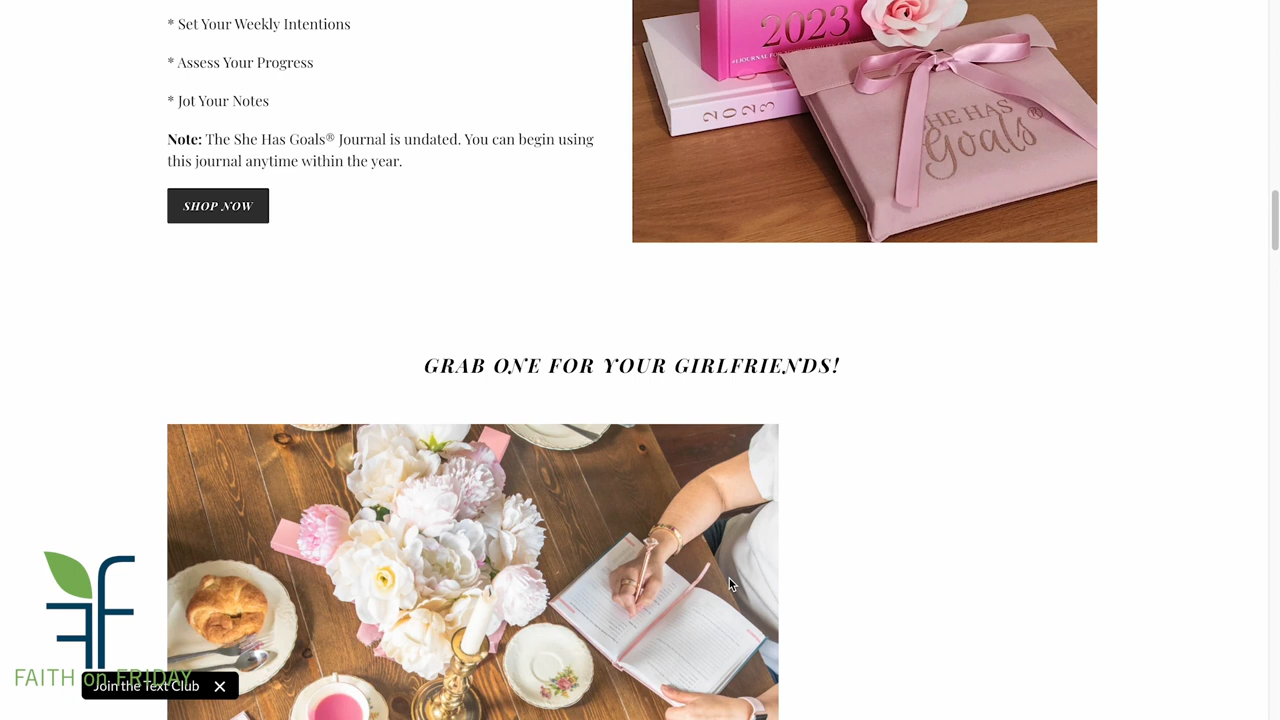 * Set Your Weekly Intentions
* Assess Your Progress
* Jot Your Notes
Note: The She Has Goals® Journal is undated. You can begin using
this journal anytime within the year.
SHOP NOW
2023
2023
SHE HAS
Goals®
GRAB ONE FOR YOUR GIRLFRIENDS!
FAITH on FRIDAY
Join the Text Club ✕